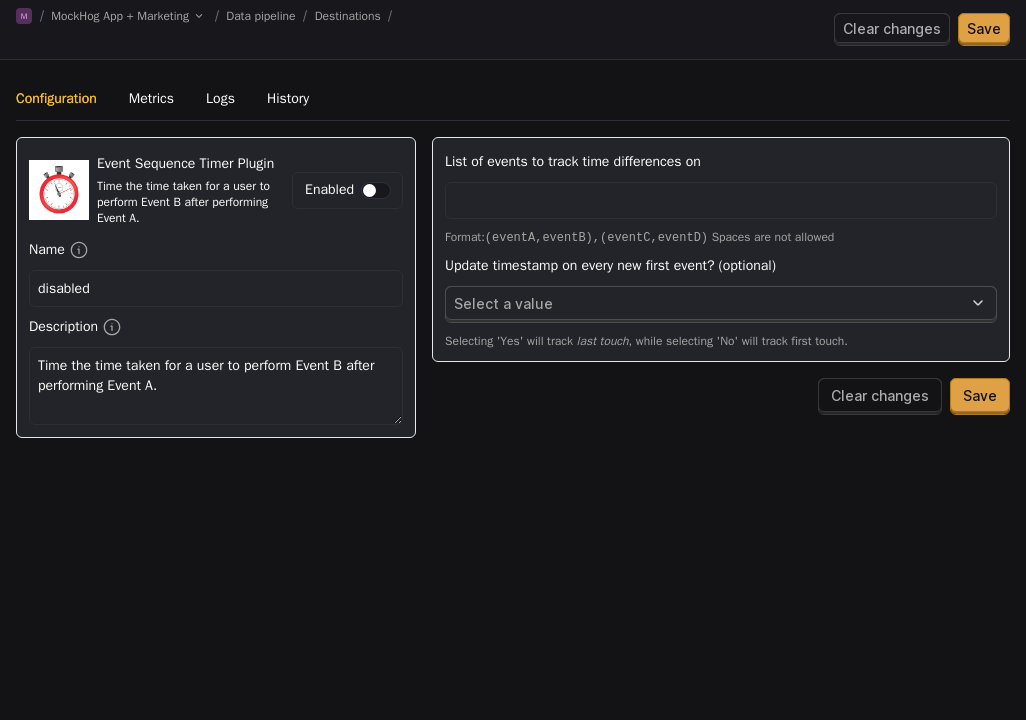 M / MockHog App + Marketing / Data pipeline / Destinations /
Clear changes Save
Configuration Metrics Logs History
Event Sequence Timer Plugin
Time the time taken for a user to
perform Event B after performing
Event A.
Enabled
Name
disabled
Description
Time the time taken for a user to perform Event B after
performing Event A.
List of events to track time differences on
Format:(eventA,eventB),(eventC,eventD) Spaces are not allowed
Update timestamp on every new first event? (optional)
Select a value
Selecting 'Yes' will track last touch, while selecting 'No' will track first touch.
Clear changes Save